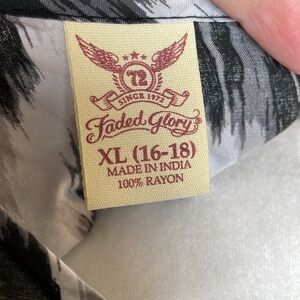 '72
SINCE 1972
Faded Glory
XL (16-18)
MADE IN INDIA
100% RAYON